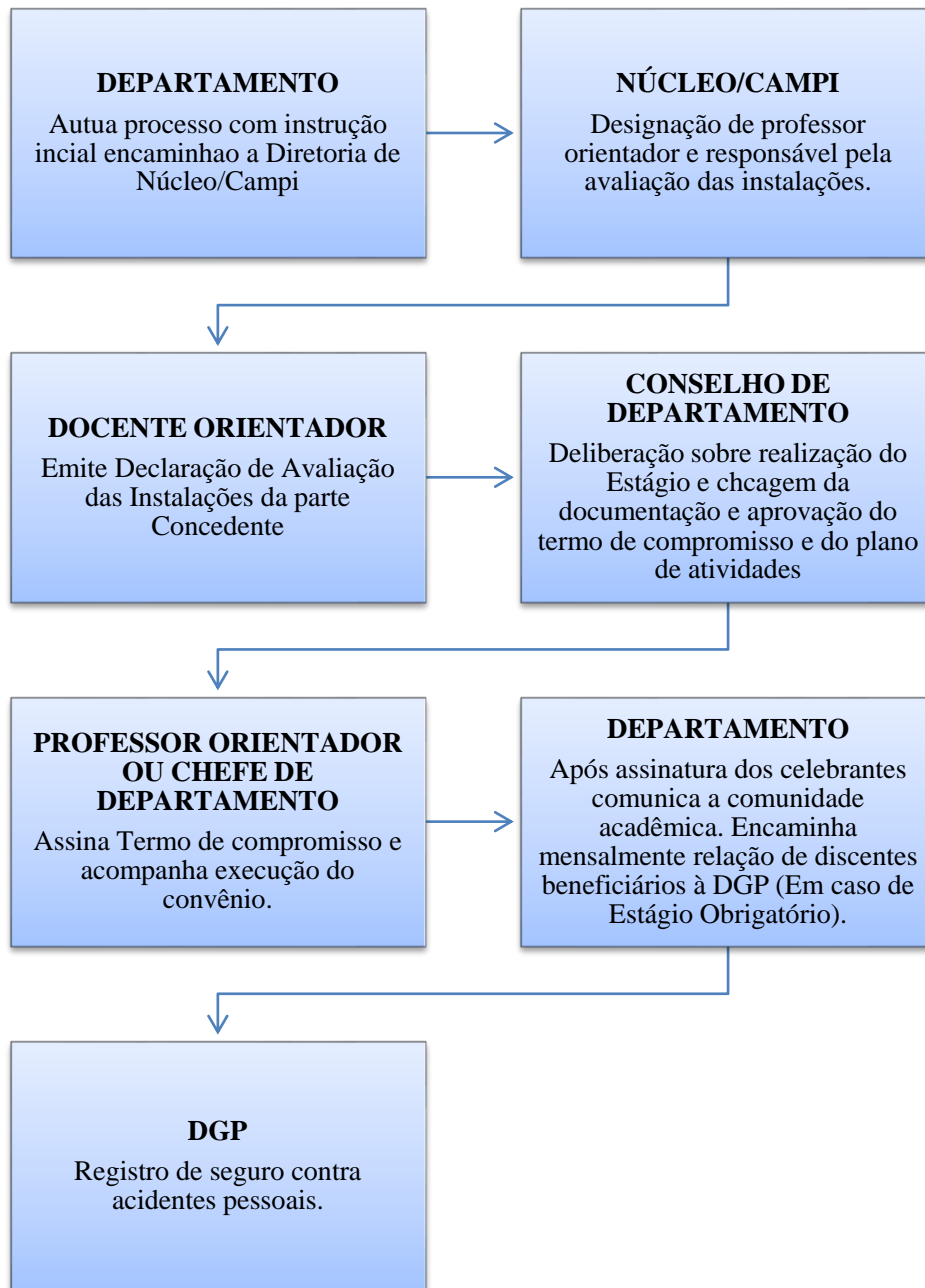 DEPARTAMENTO
Autua processo com instrução
incial encaminhao a Diretoria de
Núcleo/Campi
NÚCLEO/CAMPI
Designação de professor
orientador e responsável pela
avaliação das instalações.
DOCENTE ORIENTADOR
Emite Declaração de Avaliação
das Instalações da parte
Concedente
CONSELHO DE
DEPARTAMENTO
Deliberação sobre realização do
Estágio e chcagem da
documentação e aprovação do
termo de compromisso e do plano
de atividades
PROFESSOR ORIENTADOR
OU CHEFE DE
DEPARTAMENTO
Assina Termo de compromisso e
acompanha execução do
convênio.
DEPARTAMENTO
Após assinatura dos celebrantes
comunica a comunidade
acadêmica. Encaminha
mensalmente relação de discentes
beneficiários à DGP (Em caso de
Estágio Obrigatório).
DGP
Registro de seguro contra
acidentes pessoais.